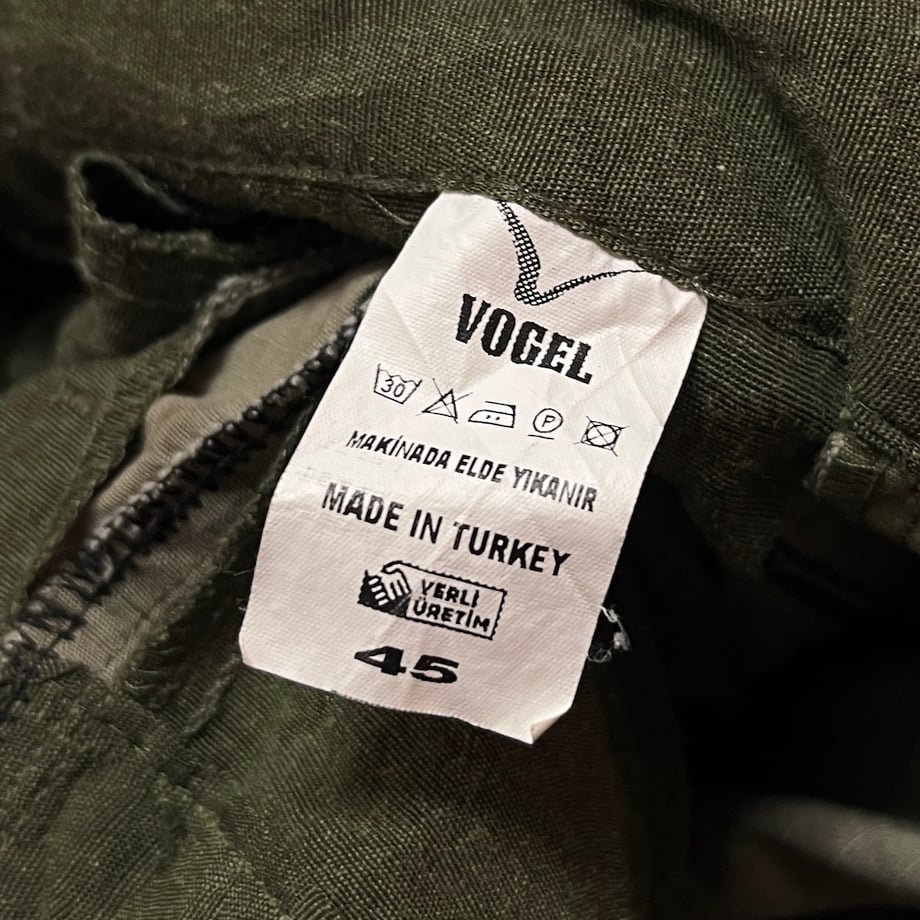 VOGEL
30
P
MAKİNADA ELDE YIKANIR
MADE IN TURKEY
YERLİ
ÜRETİM
45